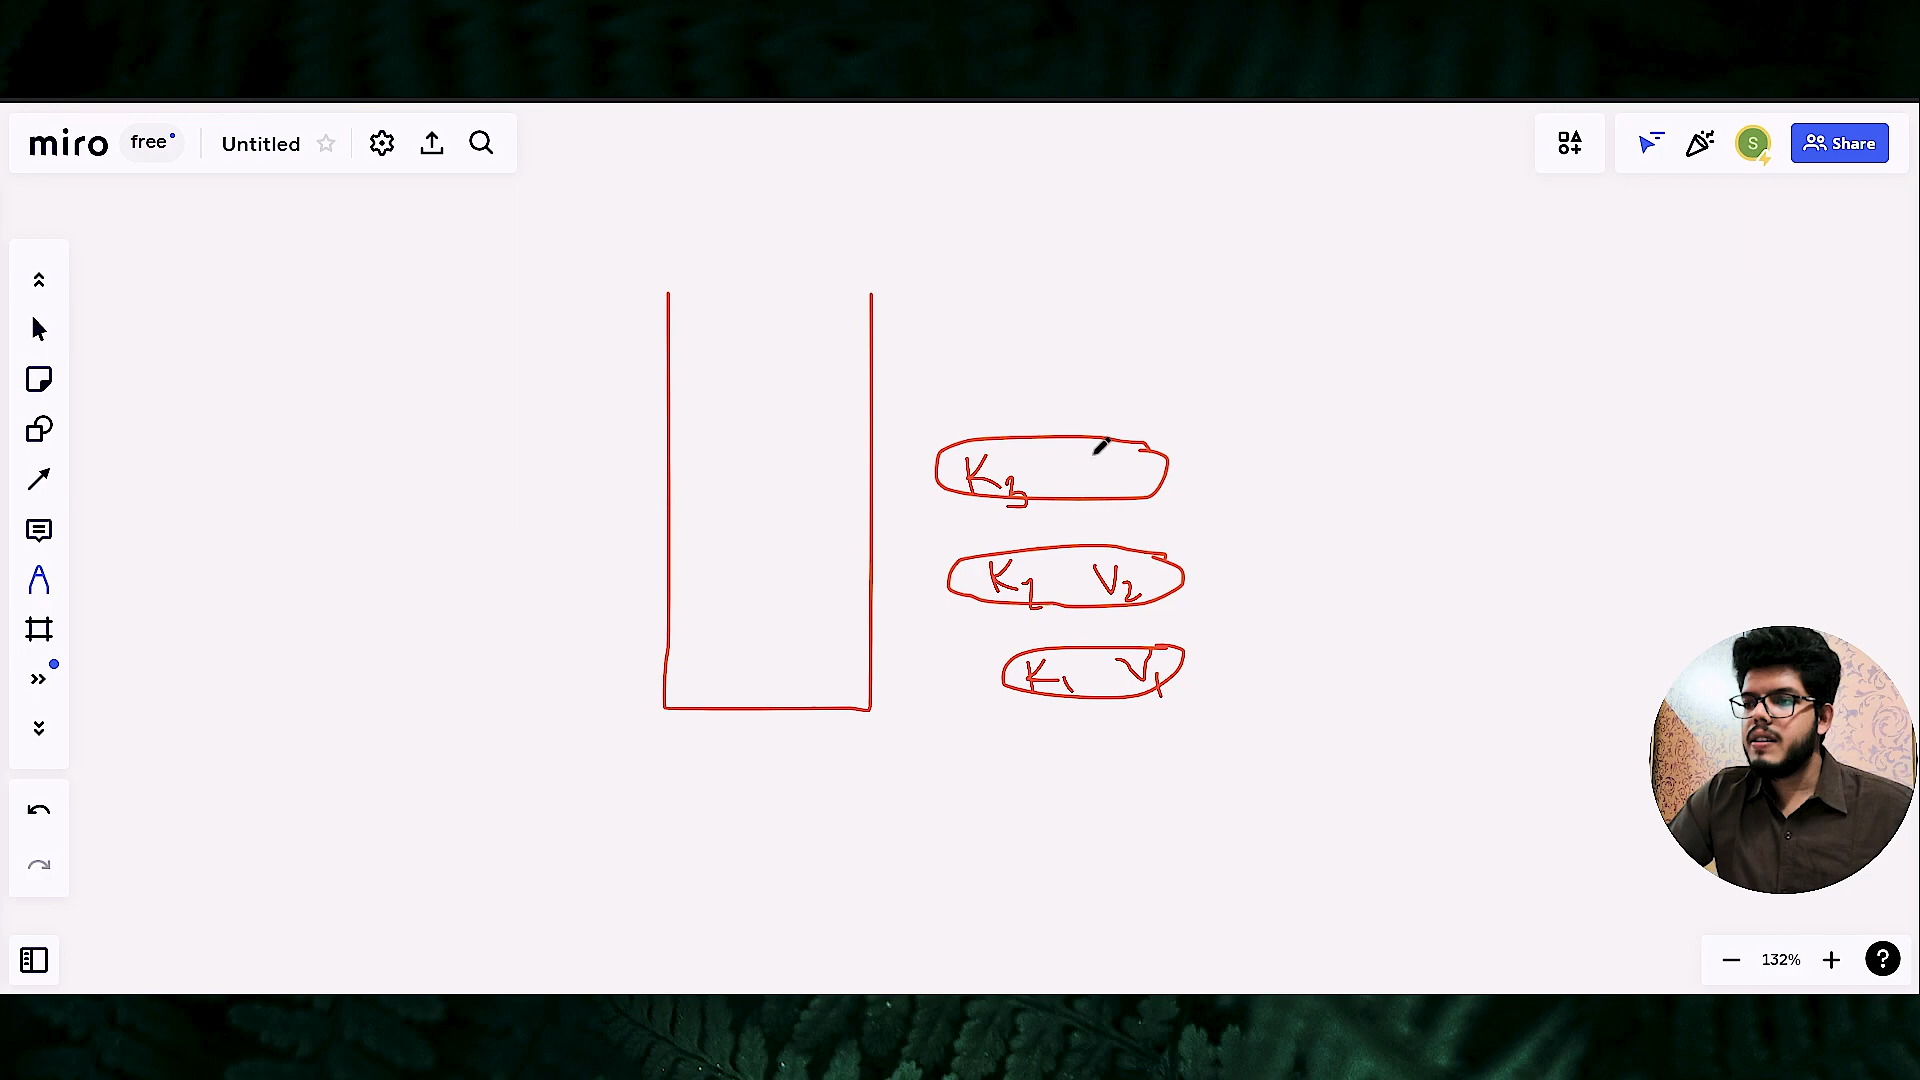 miro free Untitled
S Share
K3
K2 V2
K1 V1
132% ?